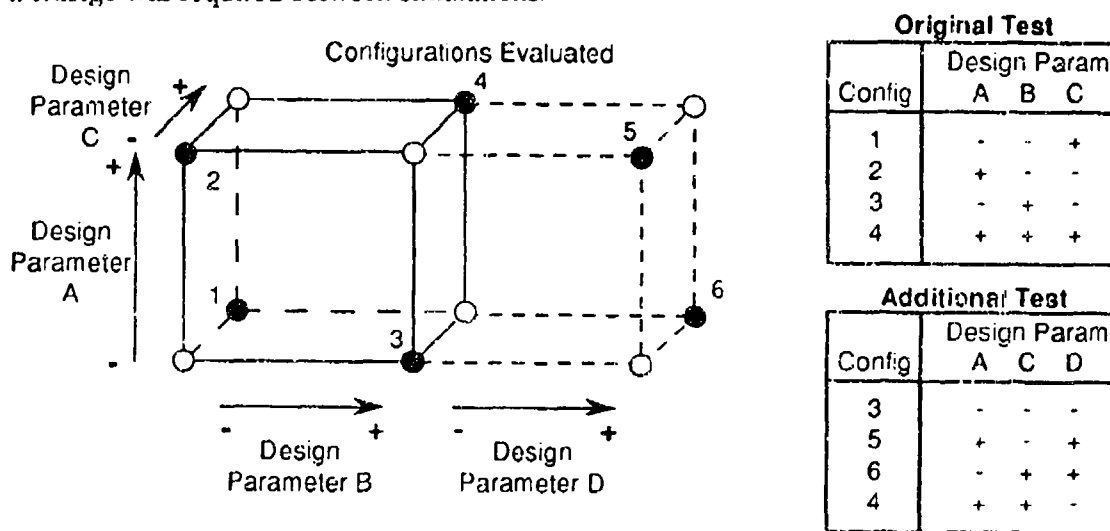 Configurations Evaluated
Design
Parameter
C
+
-
4
5
2
+
Design
Parameter
A
-
1
3
6
- +
Design
Parameter B
- +
Design
Parameter D
Original Test
Design Param
Config A B C
1 - - +
2 + - -
3 - + -
4 + + +
Additional Test
Design Param
Config A C D
3 - - -
5 + - +
6 - + +
4 + + -